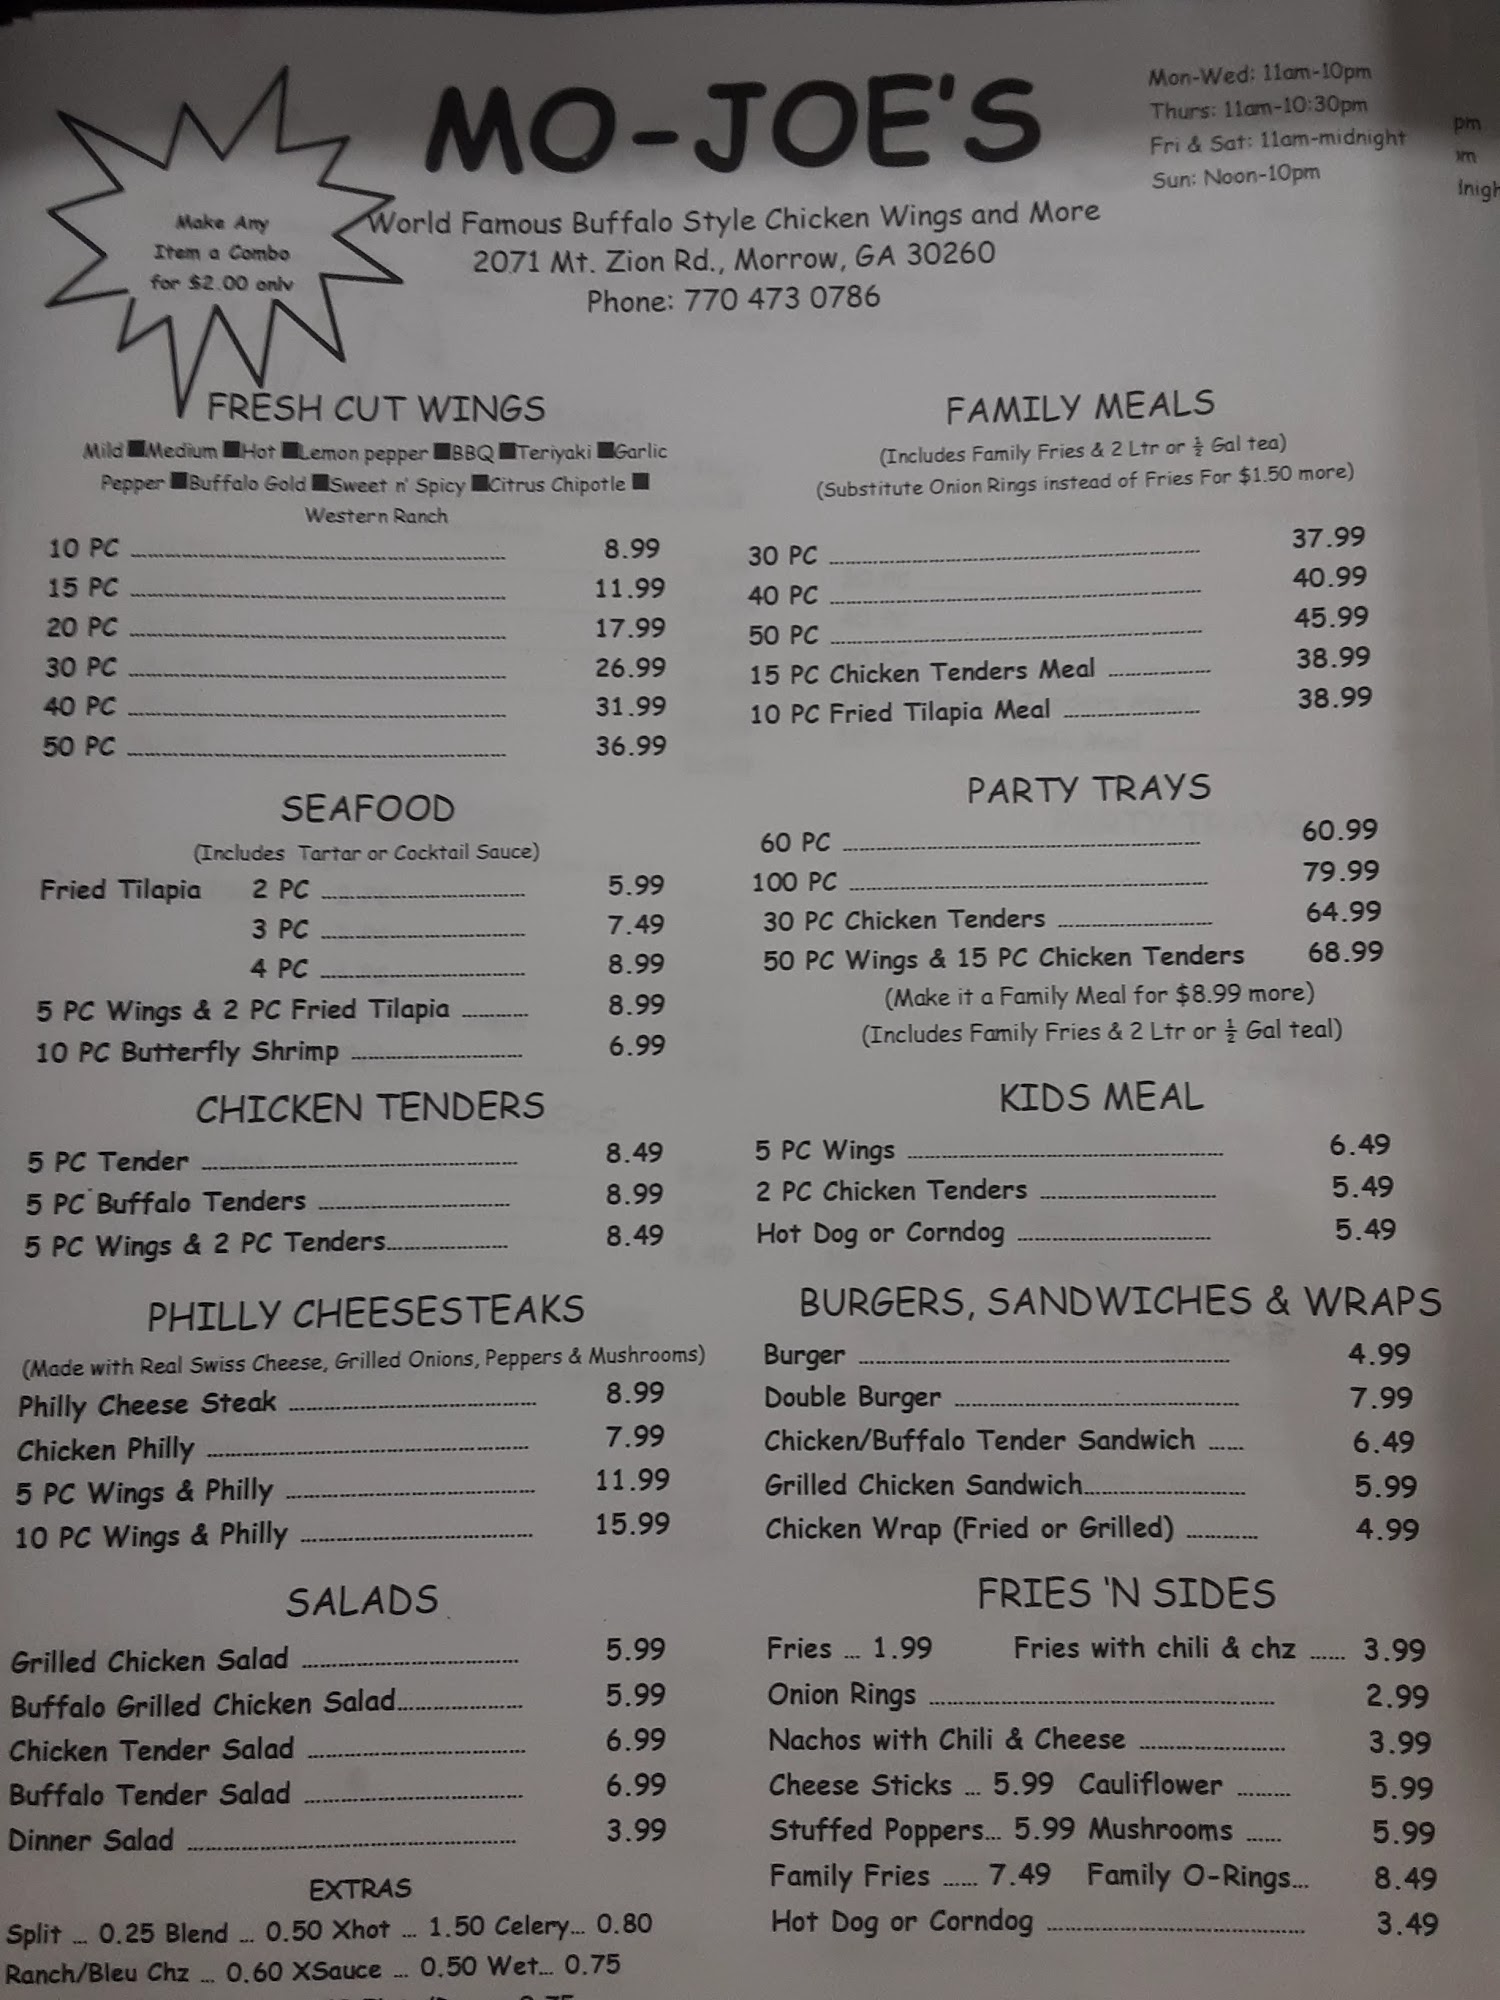 MO-JOE'S
Mon-Wed: 11am-10pm
Thurs: 11am-10:30pm
Fri & Sat: 11am-midnight
Sun: Noon-10pm
pm
Make Any
Item a Combo
for $2.00 only
World Famous Buffalo Style Chicken Wings and More
2071 Mt. Zion Rd., Morrow, GA 30260
Phone: 770 473 0786
FRESH CUT WINGS
Mild ■Medium ■Hot ■Lemon pepper ■BBQ ■Teriyaki ■Garlic
Pepper ■Buffalo Gold ■Sweet n' Spicy ■Citrus Chipotle ■
Western Ranch
10 PC ........ 8.99
15 PC ........ 11.99
20 PC ........ 17.99
30 PC ........ 26.99
40 PC ........ 31.99
50 PC ........ 36.99
SEAFOOD
(Includes Tartar or Cocktail Sauce)
Fried Tilapia 2 PC ........ 5.99
3 PC ........ 7.49
4 PC ........ 8.99
5 PC Wings & 2 PC Fried Tilapia ........ 8.99
10 PC Butterfly Shrimp ........ 6.99
CHICKEN TENDERS
5 PC Tender ........ 8.49
5 PC Buffalo Tenders ........ 8.99
5 PC Wings & 2 PC Tenders........ 8.49
PHILLY CHEESESTEAKS
(Made with Real Swiss Cheese, Grilled Onions, Peppers & Mushrooms)
Philly Cheese Steak ........ 8.99
Chicken Philly ........ 7.99
5 PC Wings & Philly ........ 11.99
10 PC Wings & Philly ........ 15.99
SALADS
Grilled Chicken Salad ........ 5.99
Buffalo Grilled Chicken Salad........ 5.99
Chicken Tender Salad ........ 6.99
Buffalo Tender Salad ........ 6.99
Dinner Salad ........ 3.99
EXTRAS
Split ... 0.25 Blend ... 0.50 Xhot ... 1.50 Celery... 0.80
Ranch/Bleu Chz ... 0.60 XSauce ... 0.50 Wet... 0.75
FAMILY MEALS
(Includes Family Fries & 2 Ltr or ½ Gal tea)
(Substitute Onion Rings instead of Fries For $1.50 more)
30 PC ........ 37.99
40 PC ........ 40.99
50 PC ........ 45.99
15 PC Chicken Tenders Meal ........ 38.99
10 PC Fried Tilapia Meal ........ 38.99
PARTY TRAYS
60 PC ........ 60.99
100 PC ........ 79.99
30 PC Chicken Tenders ........ 64.99
50 PC Wings & 15 PC Chicken Tenders 68.99
(Make it a Family Meal for $8.99 more)
(Includes Family Fries & 2 Ltr or ½ Gal teal)
KIDS MEAL
5 PC Wings ........ 6.49
2 PC Chicken Tenders ........ 5.49
Hot Dog or Corndog ........ 5.49
BURGERS, SANDWICHES & WRAPS
Burger ........ 4.99
Double Burger ........ 7.99
Chicken/Buffalo Tender Sandwich ...... 6.49
Grilled Chicken Sandwich........ 5.99
Chicken Wrap (Fried or Grilled) ........ 4.99
FRIES 'N SIDES
Fries ... 1.99 Fries with chili & chz ...... 3.99
Onion Rings ........ 2.99
Nachos with Chili & Cheese ........ 3.99
Cheese Sticks ... 5.99 Cauliflower ........ 5.99
Stuffed Poppers... 5.99 Mushrooms ...... 5.99
Family Fries ...... 7.49 Family O-Rings... 8.49
Hot Dog or Corndog ........ 3.49